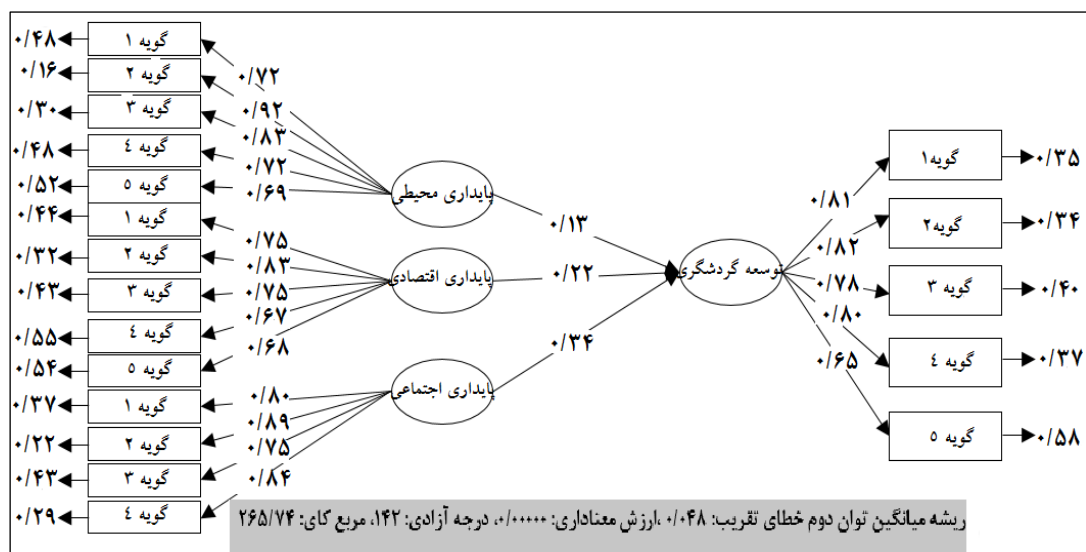 ۰/۴۸ گویه ۱
۰/۷۲
۰/۱۶ گویه ۲
۰/۹۲
۰/۳۰ گویه ۳
۰/۸۳
۰/۴۸ گویه ٤
۰/۷۲
۰/۵۲ گویه ٥
۰/۶۹
پایداری محیطی
۰/۱۳
۰/۴۴ گویه ۱
۰/۷۵
۰/۳۲ گویه ۲
۰/۸۳
۰/۴۳ گویه ۳
۰/۷۵
۰/۵۵ گویه ٤
۰/۶۷
۰/۵۴ گویه ٥
۰/۶۸
پایداری اقتصادی
۰/۲۲
۰/۳۷ گویه ۱
۰/۸۰
۰/۲۲ گویه ۲
۰/۸۹
۰/۴۳ گویه ۳
۰/۷۵
۰/۲۹ گویه ٤
۰/۸۴
پایداری اجتماعی
۰/۳۴
توسعه گردشگری
۰/۸۱
گویه۱ ۰/۳۵
۰/۸۲
گویه۲ ۰/۳۴
۰/۷۸
گویه ۳ ۰/۴۰
۰/۸۰
گویه ٤ ۰/۳۷
۰/۶۵
گویه ٥ ۰/۵۸
ریشه میانگین توان دوم خطای تقریب: ۰/۰۴۸ ،ارزش معناداری: ۰/۰۰۰۰۰، درجه آزادی: ۱۴۲، مربع کای: ۲۶۵/۷۴